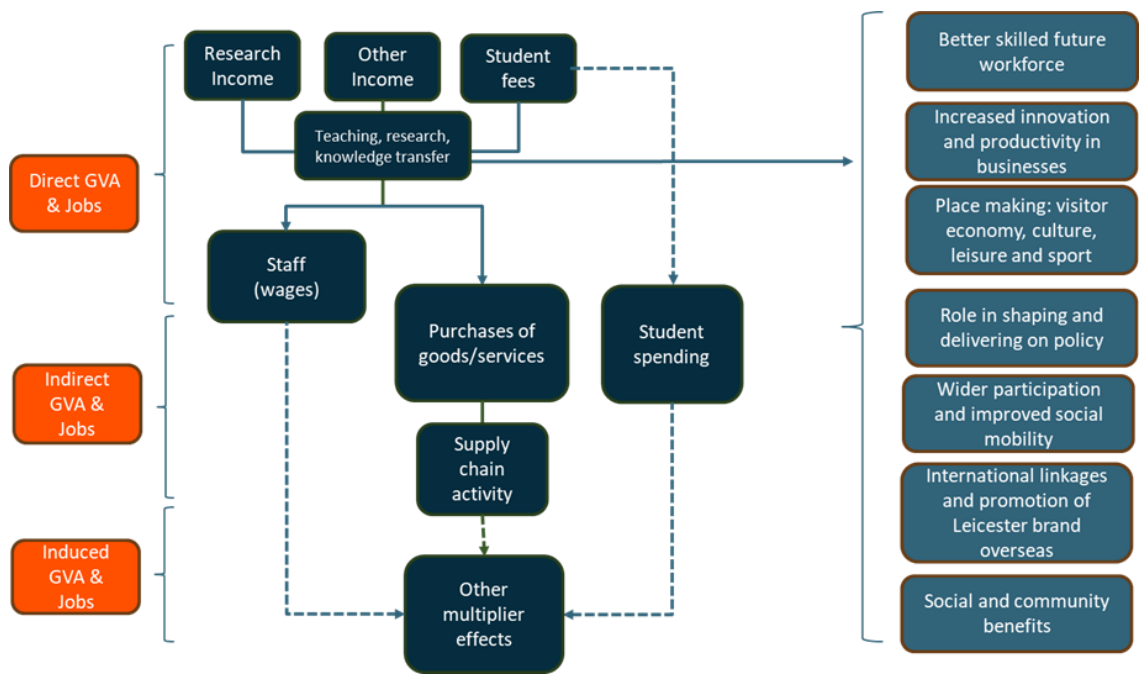 Research
Income
Other
Income
Student
fees
Teaching, research,
knowledge transfer
Direct GVA
& Jobs
Staff
(wages)
Purchases of
goods/services
Student
spending
Indirect
GVA &
Jobs
Supply
chain
activity
Induced
GVA &
Jobs
Other
multiplier
effects
Better skilled future
workforce
Increased innovation
and productivity in
businesses
Place making: visitor
economy, culture,
leisure and sport
Role in shaping and
delivering on policy
Wider participation
and improved social
mobility
International linkages
and promotion of
Leicester brand
overseas
Social and community
benefits